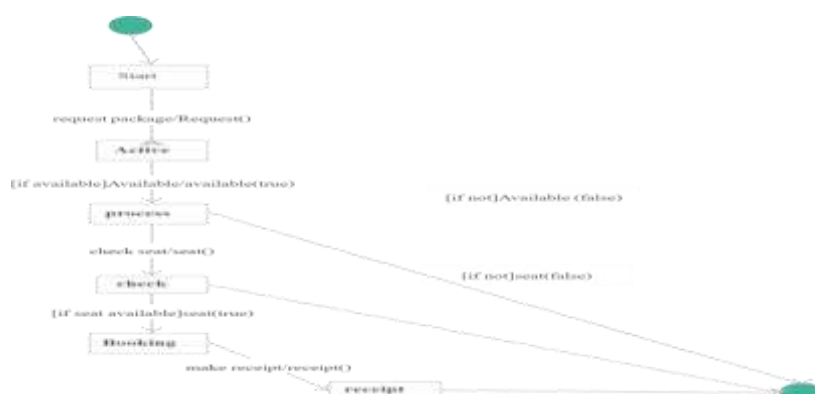 Start
request package/Request()
Active
[if available]Available/available(true)
[if not]Available (false)
process
check seat/seat()
[if not]seat(false)
check
[if seat available]seat(true)
Booking
make receipt/receipt()
receipt